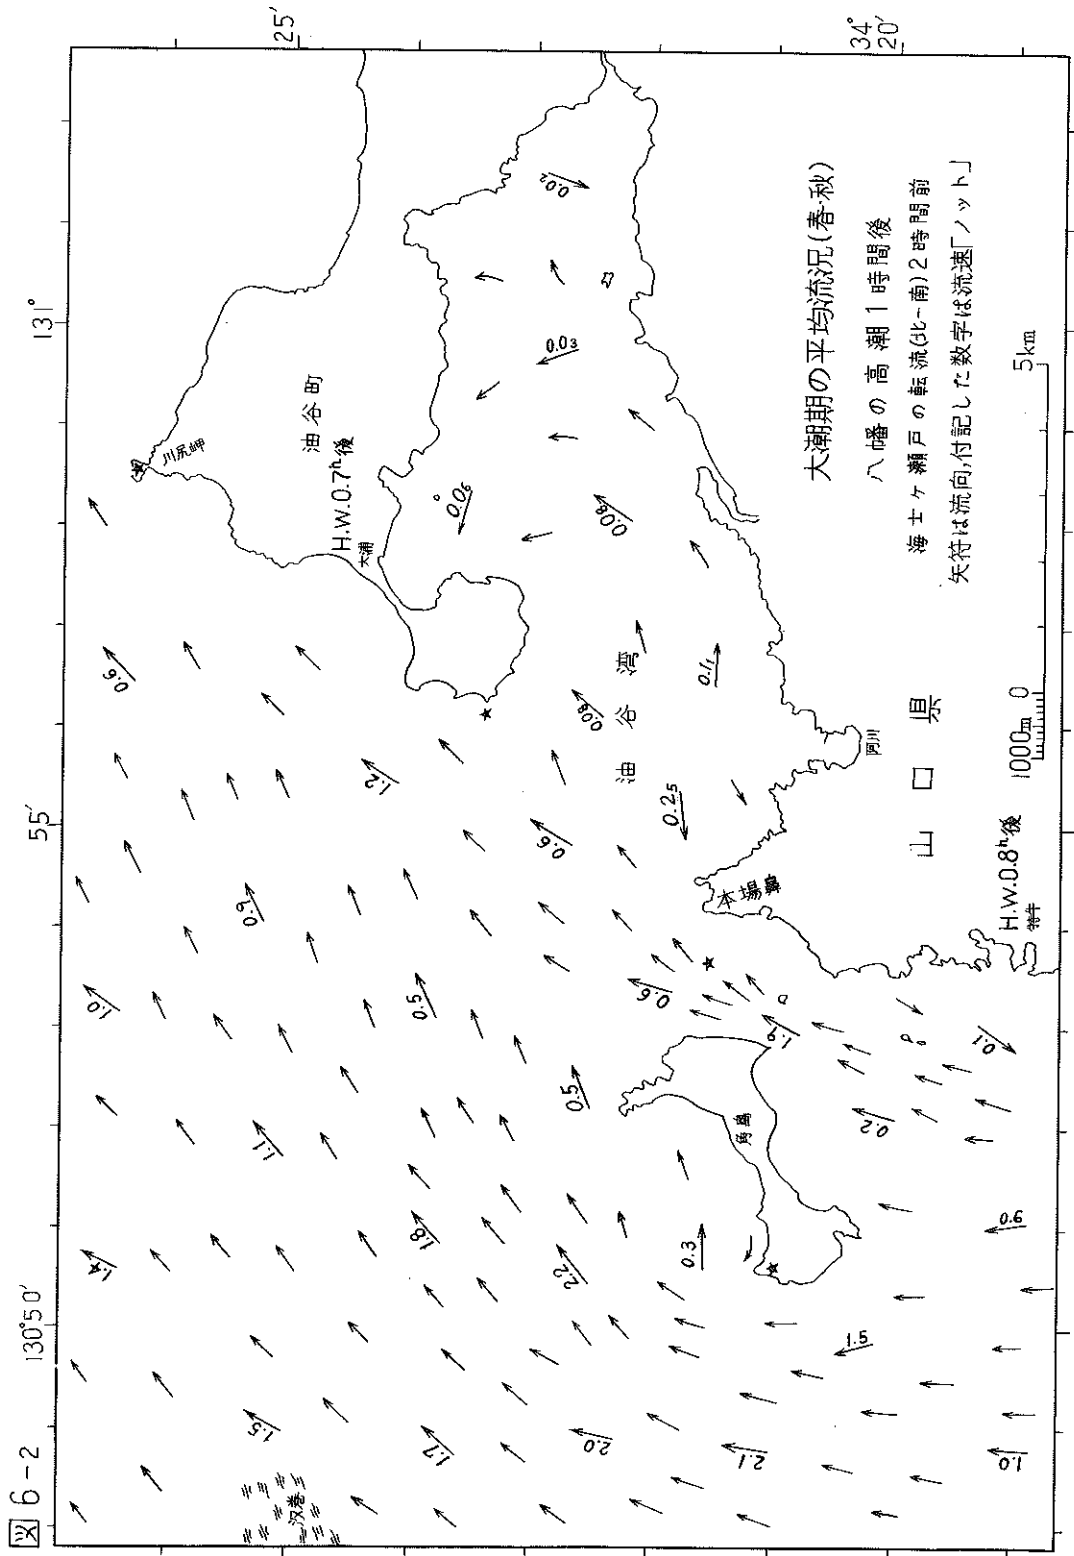 図 6-2
130°50'
55'
131°
25'
34°
20'
川尻岬
油谷町
H.W.0.7ʰ後
大浦
油谷湾
本場鼻
阿川
山口県
角島
H.W.0.8ʰ後
特牛
大潮期の平均流況(春・秋)
八幡の高潮1時間後
海士ヶ瀬戸の転流(北-南)2時間前
矢符は流向,付記した数字は流速「ノット」
1000m 0 5km
1.0
0.6
1.1
0.9
1.2
1.5
1.8
0.5
1.7
2.2
0.5
0.6
0.08
2.0
0.3
0.6
0.2₅
0.1₁
2.1
1.9
1.5
0.2
0.1
1.0
0.6
0.0₆
0.08
0.03
0.0₂